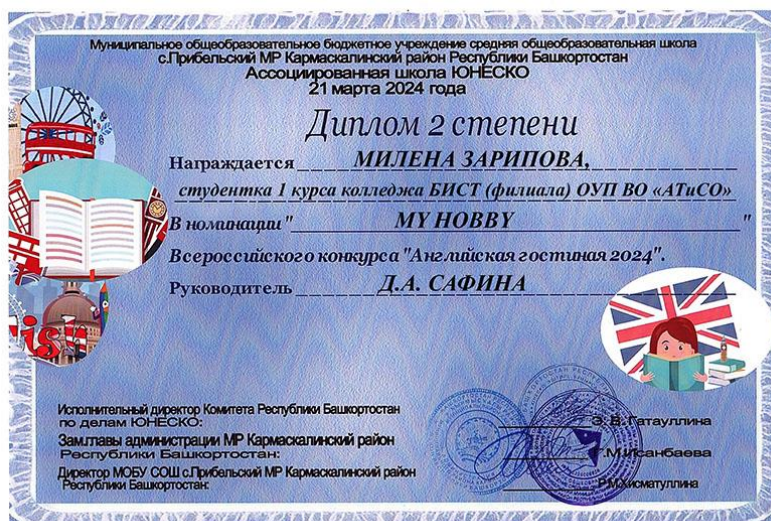 Муниципальное общеобразовательное бюджетное учреждение средняя общеобразовательная школа
с.Прибельский МР Кармаскалинский район Республики Башкортостан
Ассоциированная школа ЮНЕСКО
21 марта 2024 года
Диплом 2 степени
Награждается МИЛЕНА ЗАРИПОВА,
студентка 1 курса колледжа БИСТ (филиала) ОУП ВО «АТиСО»
В номинации " MY HOBBY "
Всероссийского конкурса "Английская гостиная 2024".
Руководитель Д.А. САФИНА
Исполнительный директор Комитета Республики Башкортостан
по делам ЮНЕСКО: Э. В. Гатауллина
Зам.главы администрации МР Кармаскалинский район
Республики Башкортостан: Г.М.Исанбаева
Директор МОБУ СОШ с.Прибельский МР Кармаскалинский район
Республики Башкортостан: Р.М.Хисматуллина